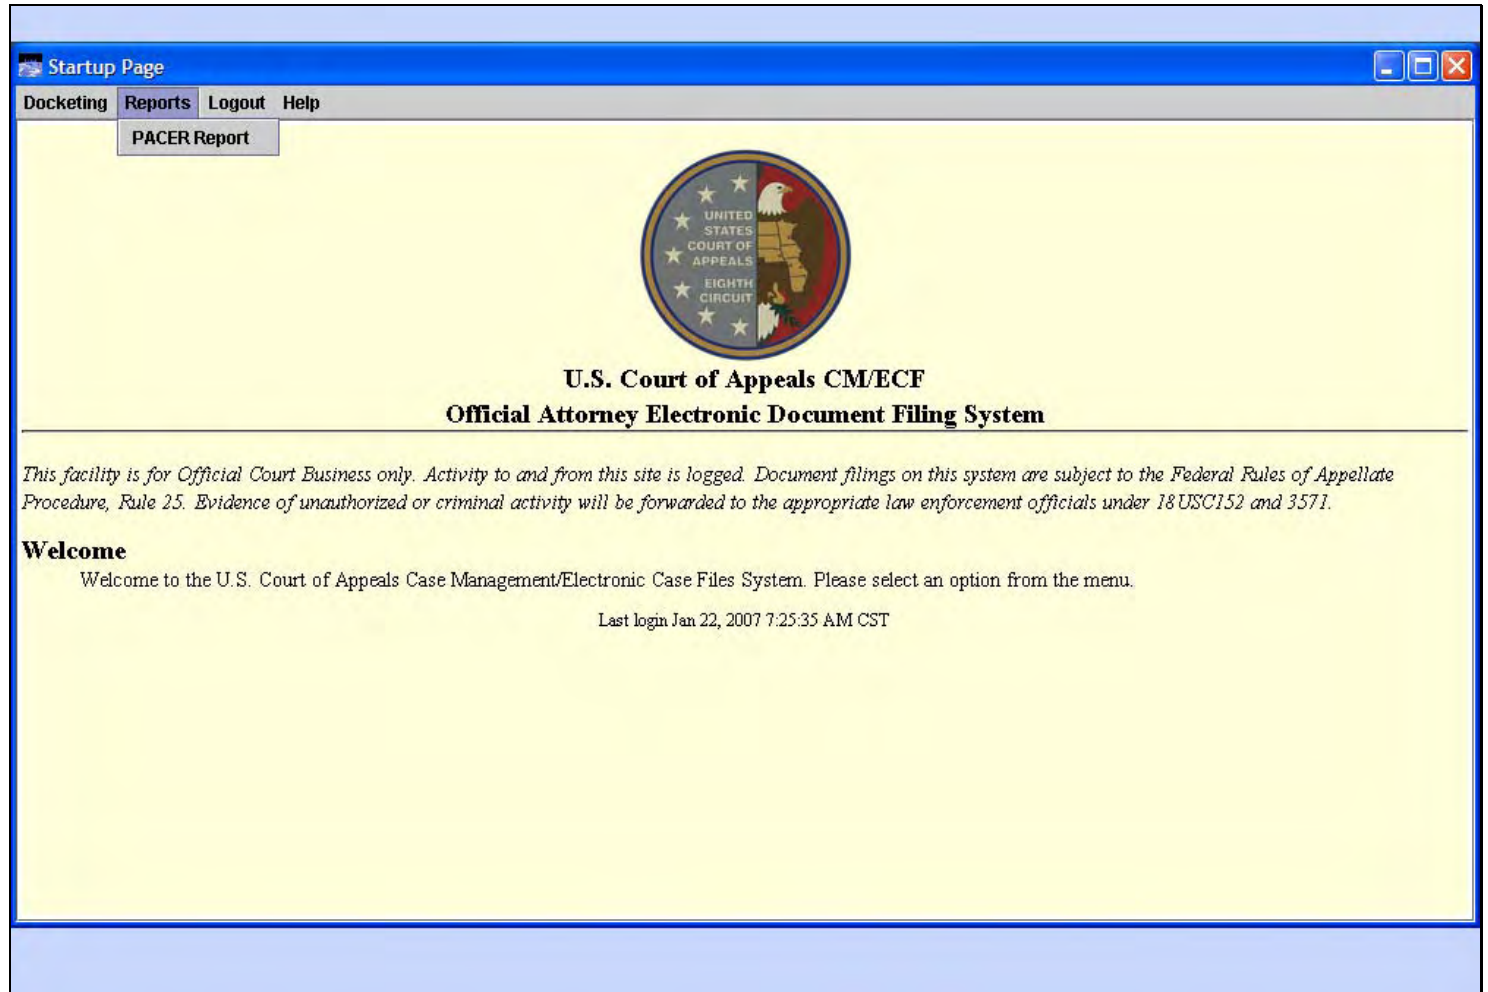 Startup Page
Docketing Reports Logout Help
PACER Report
UNITED
STATES
COURT OF
APPEALS
EIGHTH
CIRCUIT
U.S. Court of Appeals CM/ECF
Official Attorney Electronic Document Filing System
This facility is for Official Court Business only. Activity to and from this site is logged. Document filings on this system are subject to the Federal Rules of Appellate
Procedure, Rule 25. Evidence of unauthorized or criminal activity will be forwarded to the appropriate law enforcement officials under 18 USC152 and 3571.
Welcome
Welcome to the U.S. Court of Appeals Case Management/Electronic Case Files System. Please select an option from the menu.
Last login Jan 22, 2007 7:25:35 AM CST